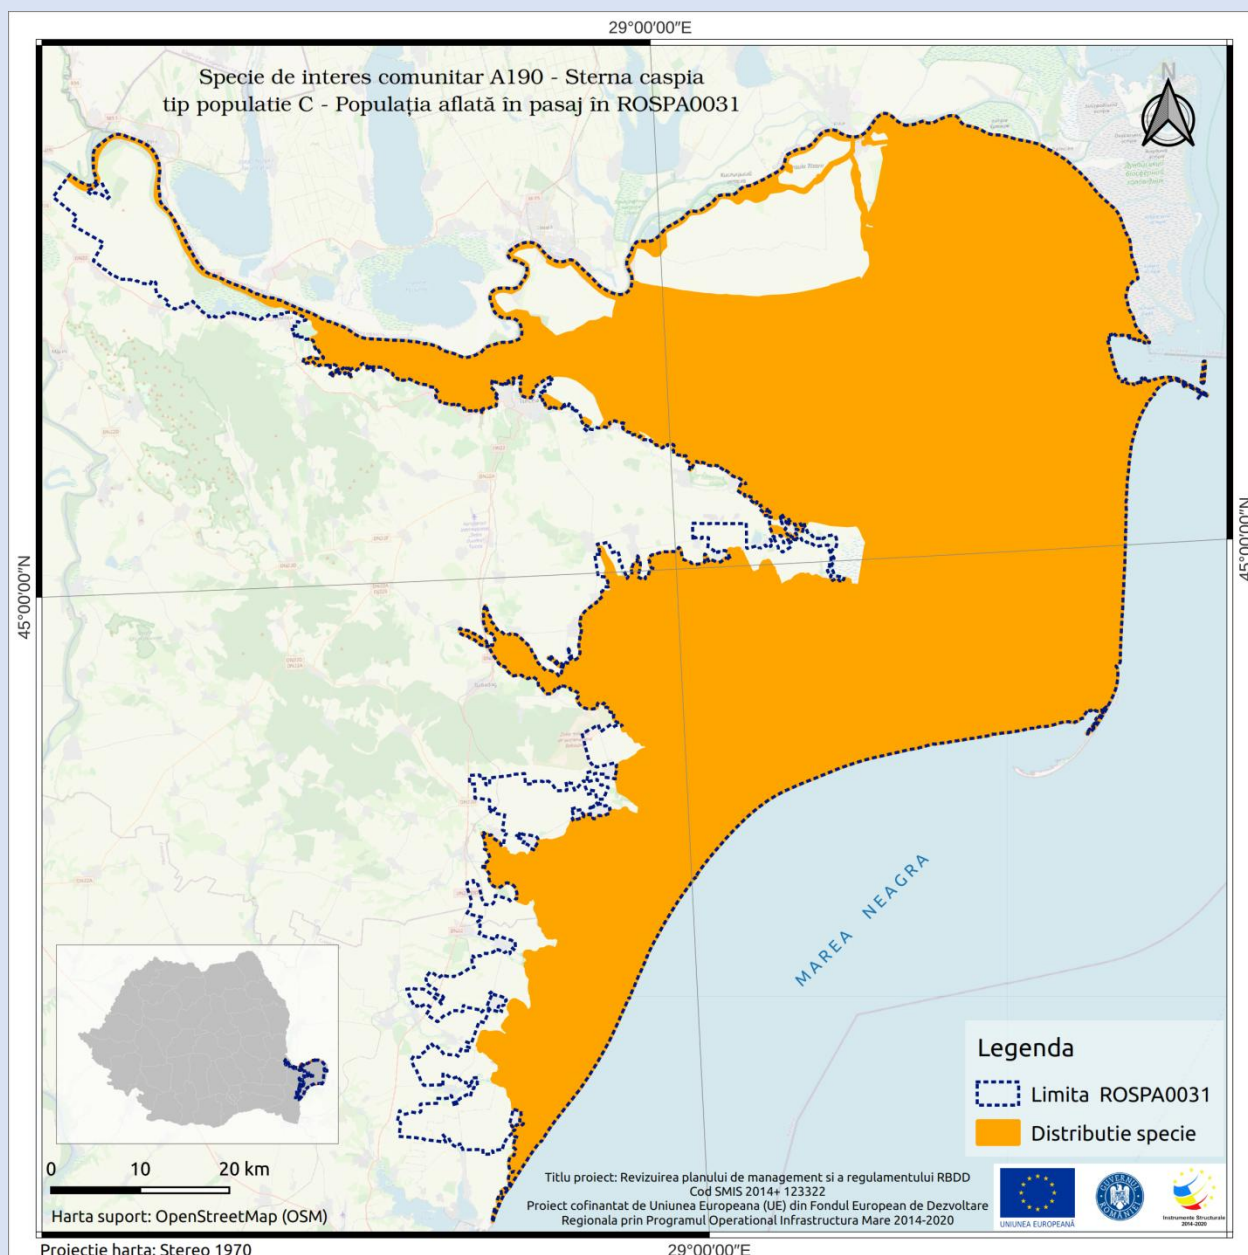 29°00′00″E
Specie de interes comunitar A190 - Sterna caspia
tip populatie C - Populația aflată în pasaj în ROSPA0031
N
45°00′00″N
45°00′00″N
MAREA NEAGRA
Legenda
Limita ROSPA0031
Distributie specie
0 10 20 km
Harta suport: OpenStreetMap (OSM)
Titlu proiect: Revizuirea planului de management si a regulamentului RBDD
Cod SMIS 2014+ 123322
Proiect cofinantat de Uniunea Europeana (UE) din Fondul European de Dezvoltare
Regionala prin Programul Operational Infrastructura Mare 2014-2020
UNIUNEA EUROPEANĂ
GUVERNUL ROMÂNIEI
Instrumente Structurale
2014-2020
Proiectie harta: Stereo 1970
29°00′00″E